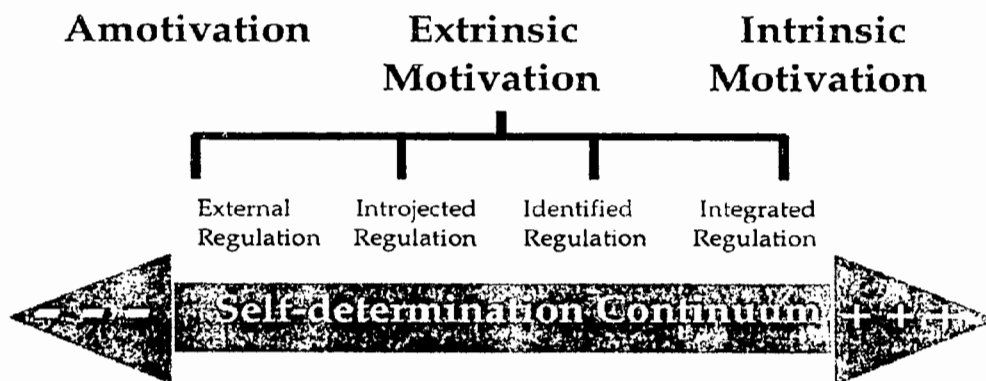 Amotivation
Extrinsic
Motivation
Intrinsic
Motivation
External
Regulation
Introjected
Regulation
Identified
Regulation
Integrated
Regulation
- - - Self-determination Continuum + + +